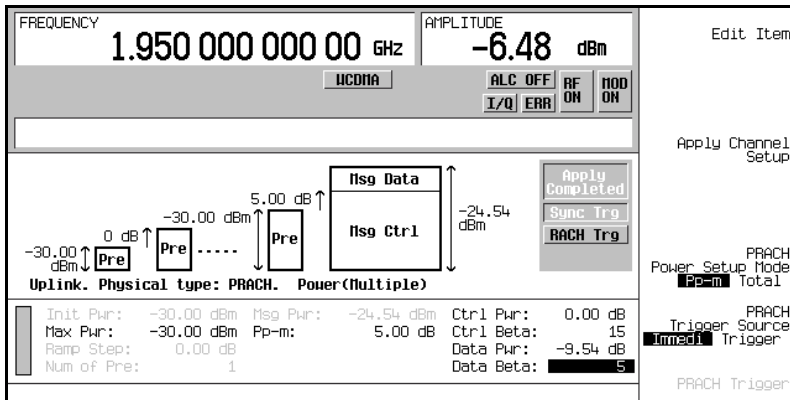 FREQUENCY
1.950 000 000 00 GHz
AMPLITUDE
-6.48 dBm
WCDMA
ALC OFF
RF ON
MOD ON
I/Q
ERR
Edit Item
Apply Channel
Setup
Msg Data
Msg Ctrl
5.00 dB
-30.00 dBm
0 dB
-30.00
dBm
Pre
Pre
.....
Pre
-24.54
dBm
Apply
Completed
Sync Trg
RACH Trg
Uplink. Physical type: PRACH. Power(Multiple)
PRACH
Power Setup Mode
Pp-m Total
PRACH
Trigger Source
Immedi Trigger
PRACH Trigger
Init Pwr: -30.00 dBm Msg Pwr: -24.54 dBm Ctrl Pwr: 0.00 dB
Max Pwr: -30.00 dBm Pp-m: 5.00 dB Ctrl Beta: 15
Ramp Step: 0.00 dB Data Pwr: -9.54 dB
Num of Pre: 1 Data Beta: 5